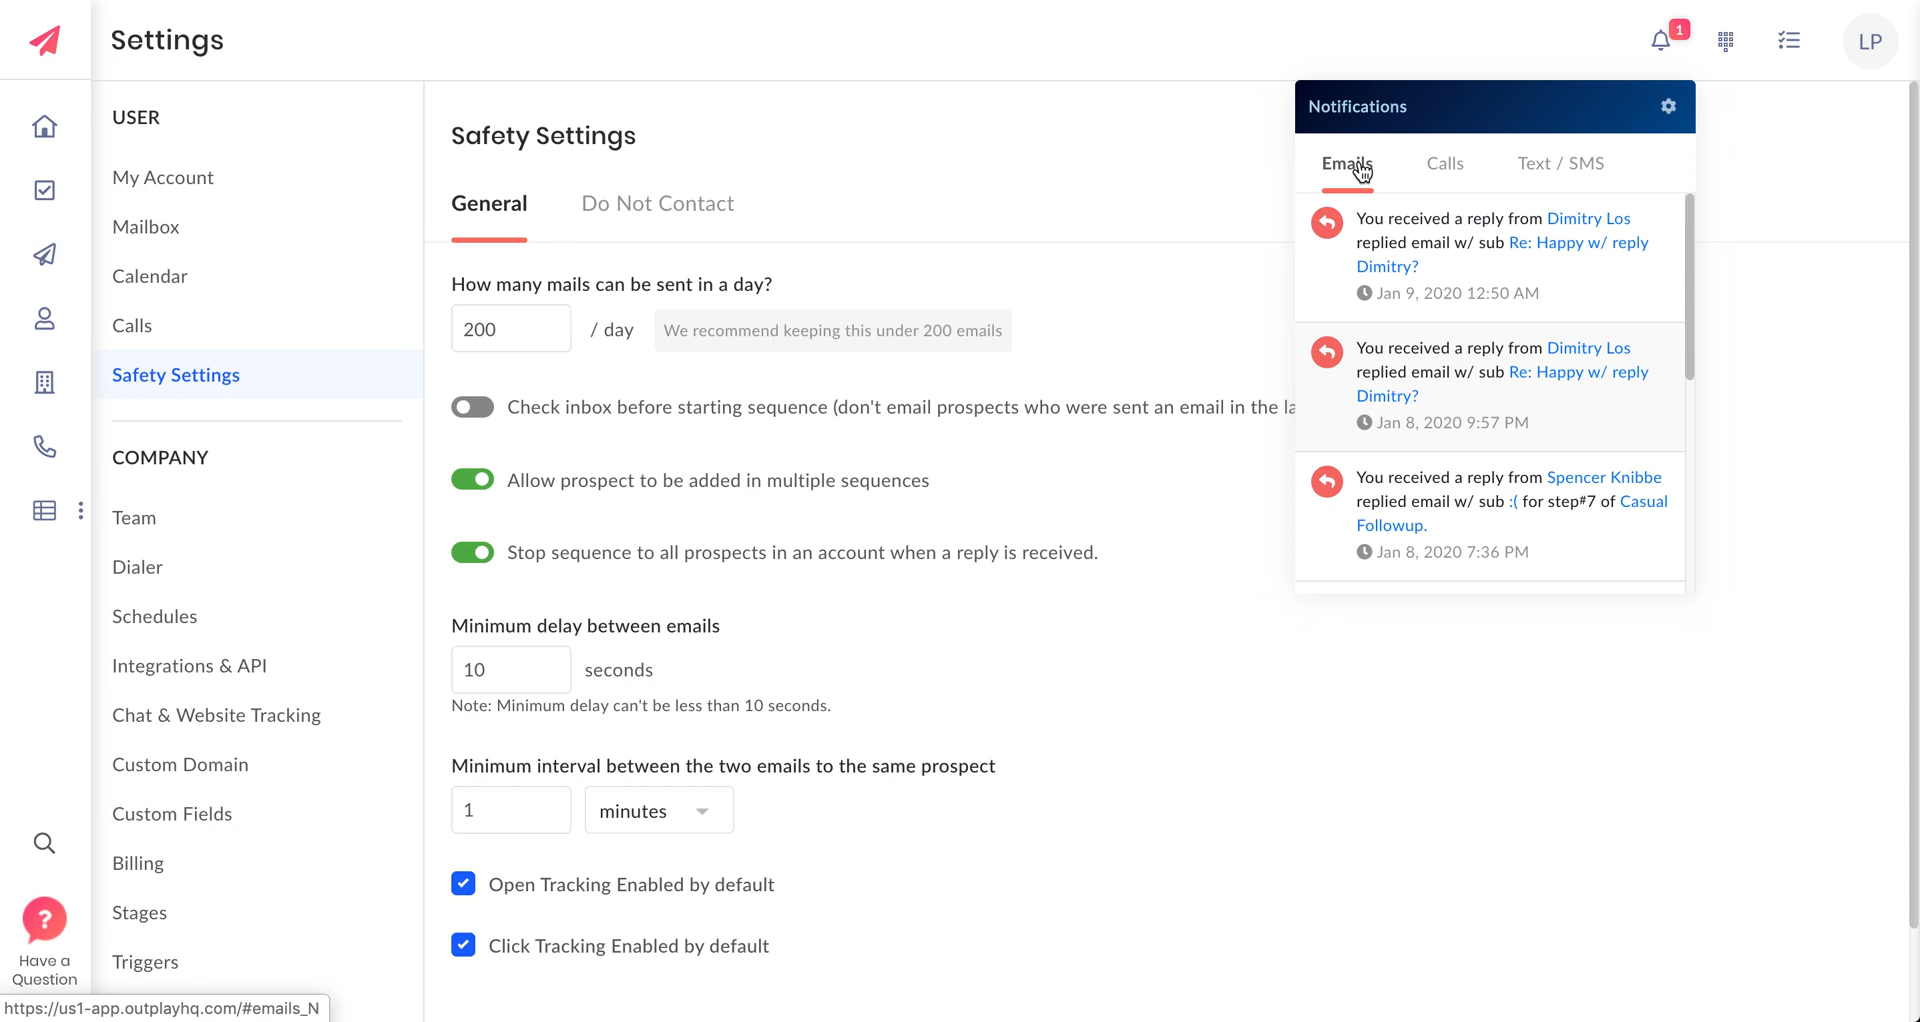 Settings
1
LP
USER
My Account
Mailbox
Calendar
Calls
Safety Settings
COMPANY
Team
Dialer
Schedules
Integrations & API
Chat & Website Tracking
Custom Domain
Custom Fields
Billing
Stages
Triggers
?
Have a
Question
https://us1-app.outplayhq.com/#emails_N
Safety Settings
General
Do Not Contact
How many mails can be sent in a day?
200 / day We recommend keeping this under 200 emails
Check inbox before starting sequence (don't email prospects who were sent an email in the la
Allow prospect to be added in multiple sequences
Stop sequence to all prospects in an account when a reply is received.
Minimum delay between emails
10 seconds
Note: Minimum delay can't be less than 10 seconds.
Minimum interval between the two emails to the same prospect
1 minutes
Open Tracking Enabled by default
Click Tracking Enabled by default
Notifications
Emails Calls Text / SMS
You received a reply from Dimitry Los
replied email w/ sub Re: Happy w/ reply
Dimitry?
Jan 9, 2020 12:50 AM
You received a reply from Dimitry Los
replied email w/ sub Re: Happy w/ reply
Dimitry?
Jan 8, 2020 9:57 PM
You received a reply from Spencer Knibbe
replied email w/ sub :( for step#7 of Casual
Followup.
Jan 8, 2020 7:36 PM